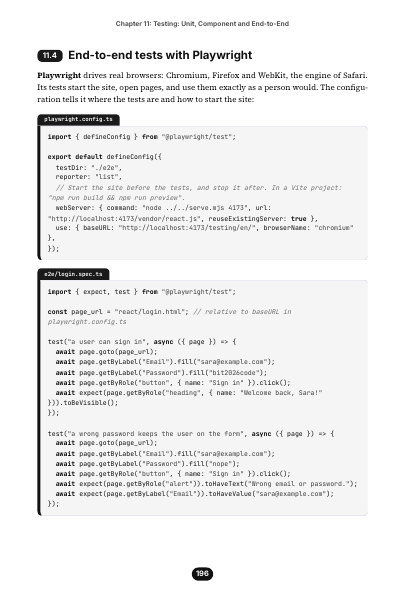 Chapter 11: Testing: Unit, Component and End-to-End
11.4 End-to-end tests with Playwright
Playwright drives real browsers: Chromium, Firefox and WebKit, the engine of Safari.
Its tests start the site, open pages, and use them exactly as a person would. The configu-
ration tells it where the tests are and how to start the site:
playwright.config.ts
import { defineConfig } from "@playwright/test";
export default defineConfig({
testDir: "./e2e",
reporter: "list",
// Start the site before the tests, and stop it after. In a Vite project:
"npm run build && npm run preview".
webServer: { command: "node ../../serve.mjs 4173", url:
"http://localhost:4173/vendor/react.js", reuseExistingServer: true },
use: { baseURL: "http://localhost:4173/testing/en/", browserName: "chromium"
},
});
e2e/login.spec.ts
import { expect, test } from "@playwright/test";
const page_url = "react/login.html"; // relative to baseURL in
playwright.config.ts
test("a user can sign in", async ({ page }) => {
await page.goto(page_url);
await page.getByLabel("Email").fill("sara@example.com");
await page.getByLabel("Password").fill("bit2026code");
await page.getByRole("button", { name: "Sign in" }).click();
await expect(page.getByRole("heading", { name: "Welcome back, Sara!"
})).toBeVisible();
});
test("a wrong password keeps the user on the form", async ({ page }) => {
await page.goto(page_url);
await page.getByLabel("Email").fill("sara@example.com");
await page.getByLabel("Password").fill("nope");
await page.getByRole("button", { name: "Sign in" }).click();
await expect(page.getByRole("alert")).toHaveText("Wrong email or password.");
await expect(page.getByLabel("Email")).toHaveValue("sara@example.com");
});
196